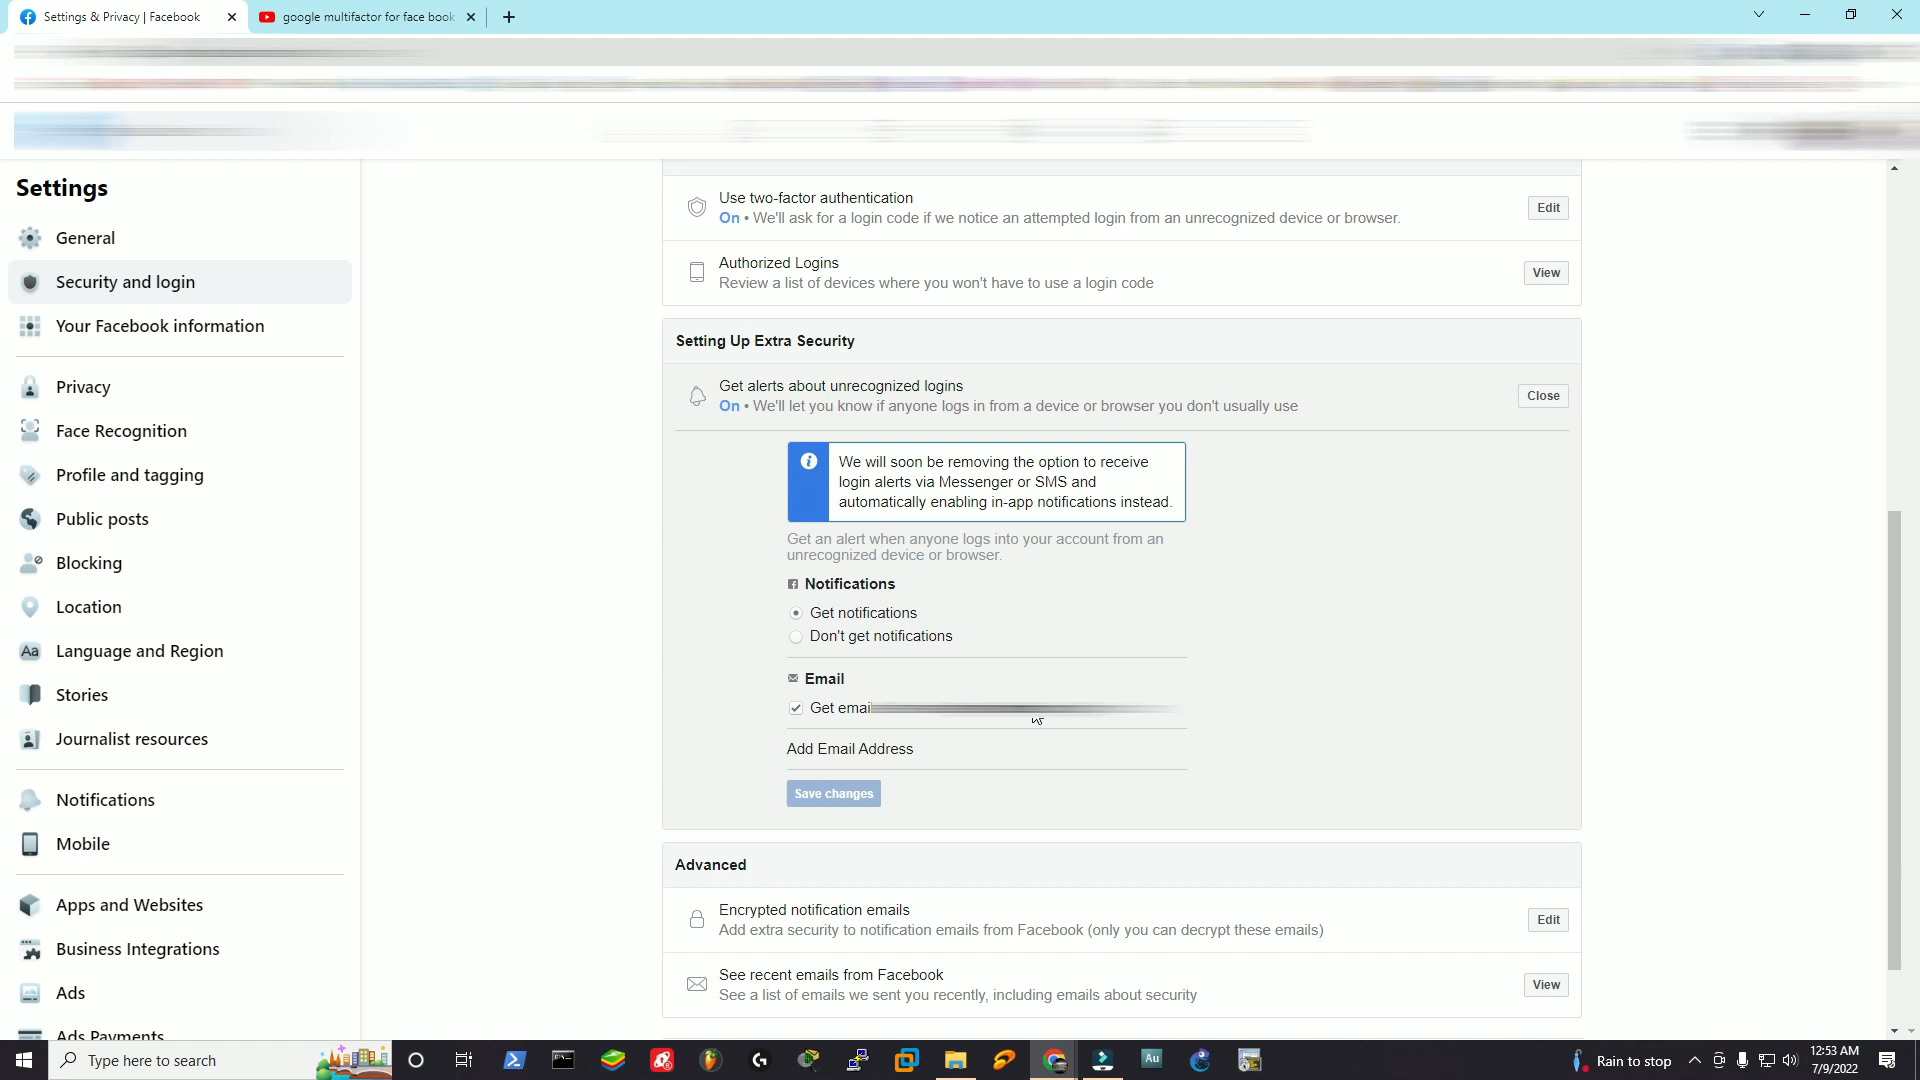 Settings & Privacy | Facebook
google multifactor for face book
Settings
General
Security and login
Your Facebook information
Privacy
Face Recognition
Profile and tagging
Public posts
Blocking
Location
Aa Language and Region
Stories
Journalist resources
Notifications
Mobile
Apps and Websites
Business Integrations
Ads
Ads Payments
Use two-factor authentication
On • We'll ask for a login code if we notice an attempted login from an unrecognized device or browser.
Edit
Authorized Logins
Review a list of devices where you won't have to use a login code
View
Setting Up Extra Security
Get alerts about unrecognized logins
On • We'll let you know if anyone logs in from a device or browser you don't usually use
Close
We will soon be removing the option to receive
login alerts via Messenger or SMS and
automatically enabling in-app notifications instead.
Get an alert when anyone logs into your account from an
unrecognized device or browser.
Notifications
Get notifications
Don't get notifications
Email
Get email
Add Email Address
Save changes
Advanced
Encrypted notification emails
Add extra security to notification emails from Facebook (only you can decrypt these emails)
Edit
See recent emails from Facebook
See a list of emails we sent you recently, including emails about security
View
Type here to search
Au
Rain to stop
12:53 AM
7/9/2022